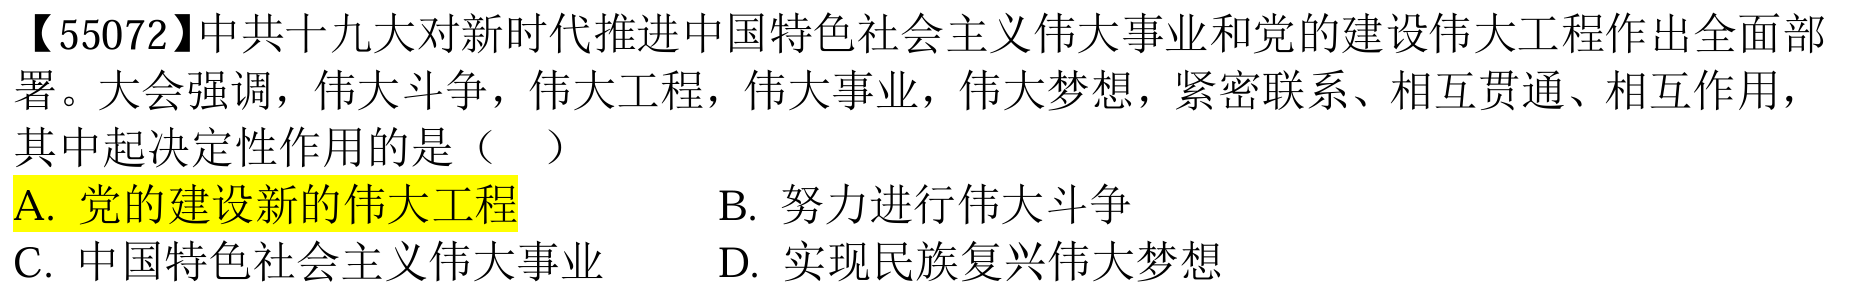 【55072】中共十九大对新时代推进中国特色社会主义伟大事业和党的建设伟大工程作出全面部
署。大会强调，伟大斗争，伟大工程，伟大事业，伟大梦想，紧密联系、相互贯通、相互作用，
其中起决定性作用的是（　）
A. 党的建设新的伟大工程 B. 努力进行伟大斗争
C. 中国特色社会主义伟大事业 D. 实现民族复兴伟大梦想